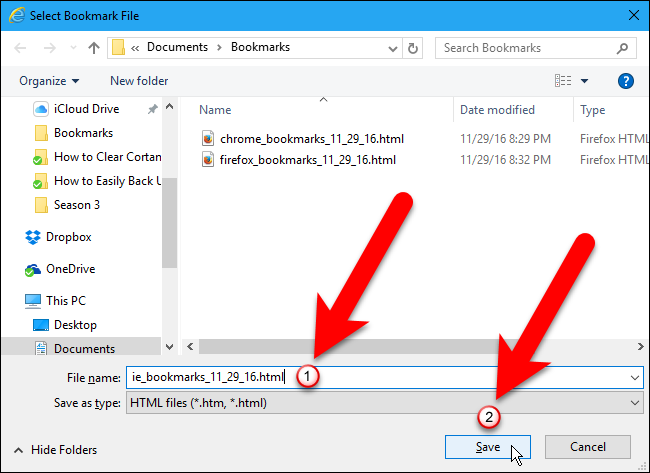 Select Bookmark File
« Documents > Bookmarks
Search Bookmarks
Organize
New folder
iCloud Drive
Bookmarks
How to Clear Cortan
How to Easily Back U
Season 3
Dropbox
OneDrive
This PC
Desktop
Documents
Name Date modified Type
chrome_bookmarks_11_29_16.html 11/29/16 8:29 PM Firefox HTML
firefox_bookmarks_11_29_16.html 11/29/16 8:32 PM Firefox HTML
File name: ie_bookmarks_11_29_16.html 1
Save as type: HTML files (*.htm, *.html)
2
Hide Folders
Save
Cancel